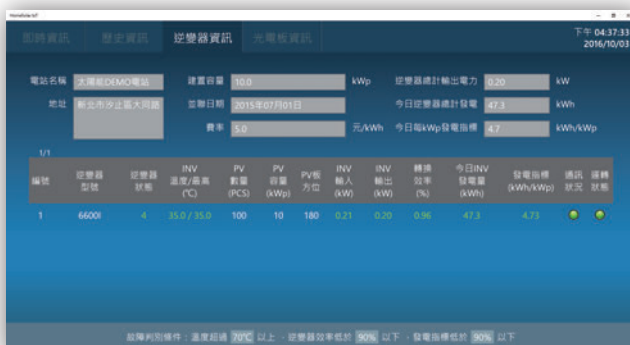 HomeSolar IoT
即時資訊 歷史資訊 逆變器資訊 光電板資訊 下午 04:37:33
2016/10/03
電站名稱 太陽能DEMO電站 建置容量 10.0 kWp 逆變器總計輸出電力 0.20 kW
地址 新北市汐止區大同路 並聯日期 2015年07月01日 今日逆變器總計發電 47.3 kWh
費率 5.0 元/kWh 今日每kWp發電指標 4.7 kWh/kWp
1/1
編號 逆變器型號 逆變器狀態 INV溫度/最高(℃) PV數量(PCS) PV容量(kWp) PV板方位 INV輸入(kW) INV輸出(kW) 轉換效率(%) 今日INV發電量(kWh) 發電指標(kWh/kWp) 通訊狀況 運轉狀態
1 6600I 4 35.0 / 35.0 100 10 180 0.21 0.20 0.96 47.3 4.73
故障判別條件：溫度超過 70℃ 以上，逆變器效率低於 90% 以下，發電指標低於 90% 以下